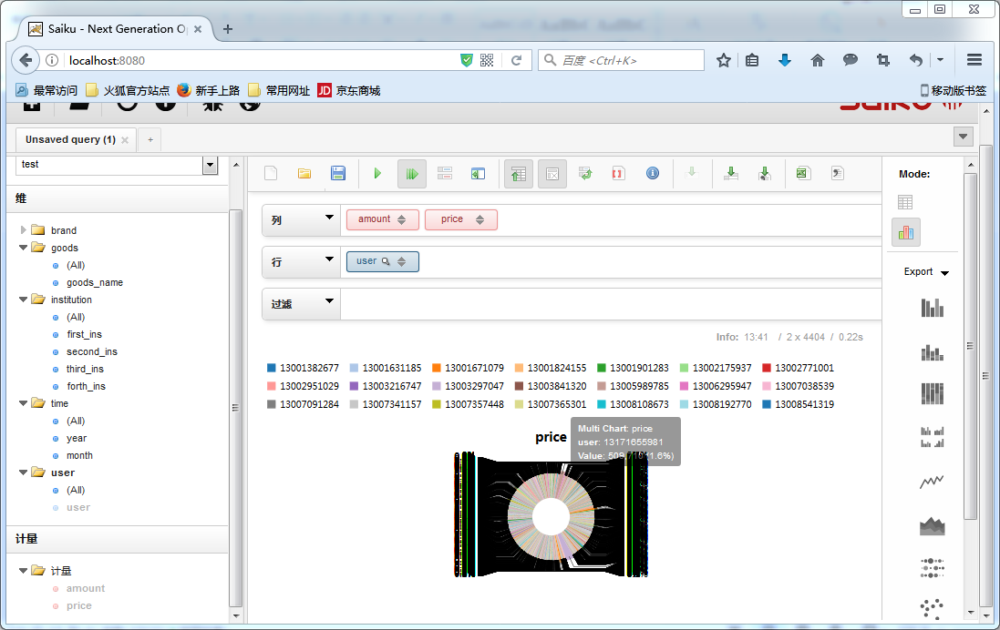 Saiku - Next Generation O
localhost:8080
百度 <Ctrl+K>
最常访问 火狐官方站点 新手上路 常用网址 JD 京东商城 移动版书签
Unsaved query (1)
test
维
brand
goods
(All)
goods_name
institution
(All)
first_ins
second_ins
third_ins
forth_ins
time
(All)
year
month
user
(All)
user
计量
计量
amount
price
列 amount price
行 user
过滤
Info: 13:41 / 2 x 4404 / 0.22s
13001382677 13001631185 13001671079 13001824155 13001901283 13002175937 13002771001
13002951029 13003216747 13003297047 13003841320 13005989785 13006295947 13007038539
13007091284 13007341157 13007357448 13007365301 13008108673 13008192770 13008541319
price
Multi Chart: price
user: 13171655981
Value:
Mode:
Export